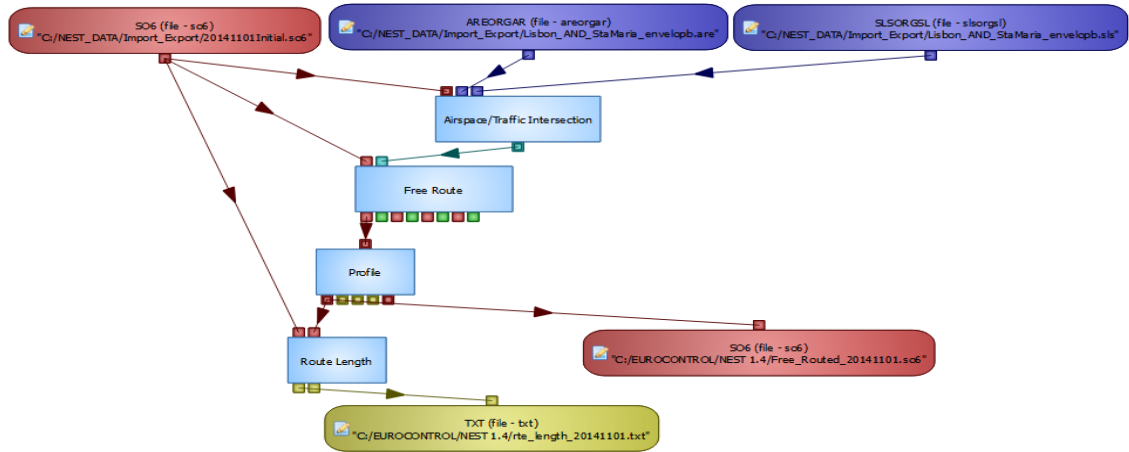 SO6 (file - so6)
"C:/NEST_DATA/Import_Export/20141101Initial.so6"
AREORGAR (file - areorgar)
"C:/NEST_DATA/Import_Export/Lisbon_AND_StaMaria_envelopb.are"
SLSORGSL (file - slsorgsl)
"C:/NEST_DATA/Import_Export/Lisbon_AND_StaMaria_envelopb.sls"
Airspace/Traffic Intersection
Free Route
Profile
Route Length
SO6 (file - so6)
"C:/EUROCONTROL/NEST 1.4/Free_Routed_20141101.so6"
TXT (file - txt)
"C:/EUROCONTROL/NEST 1.4/rte_length_20141101.txt"